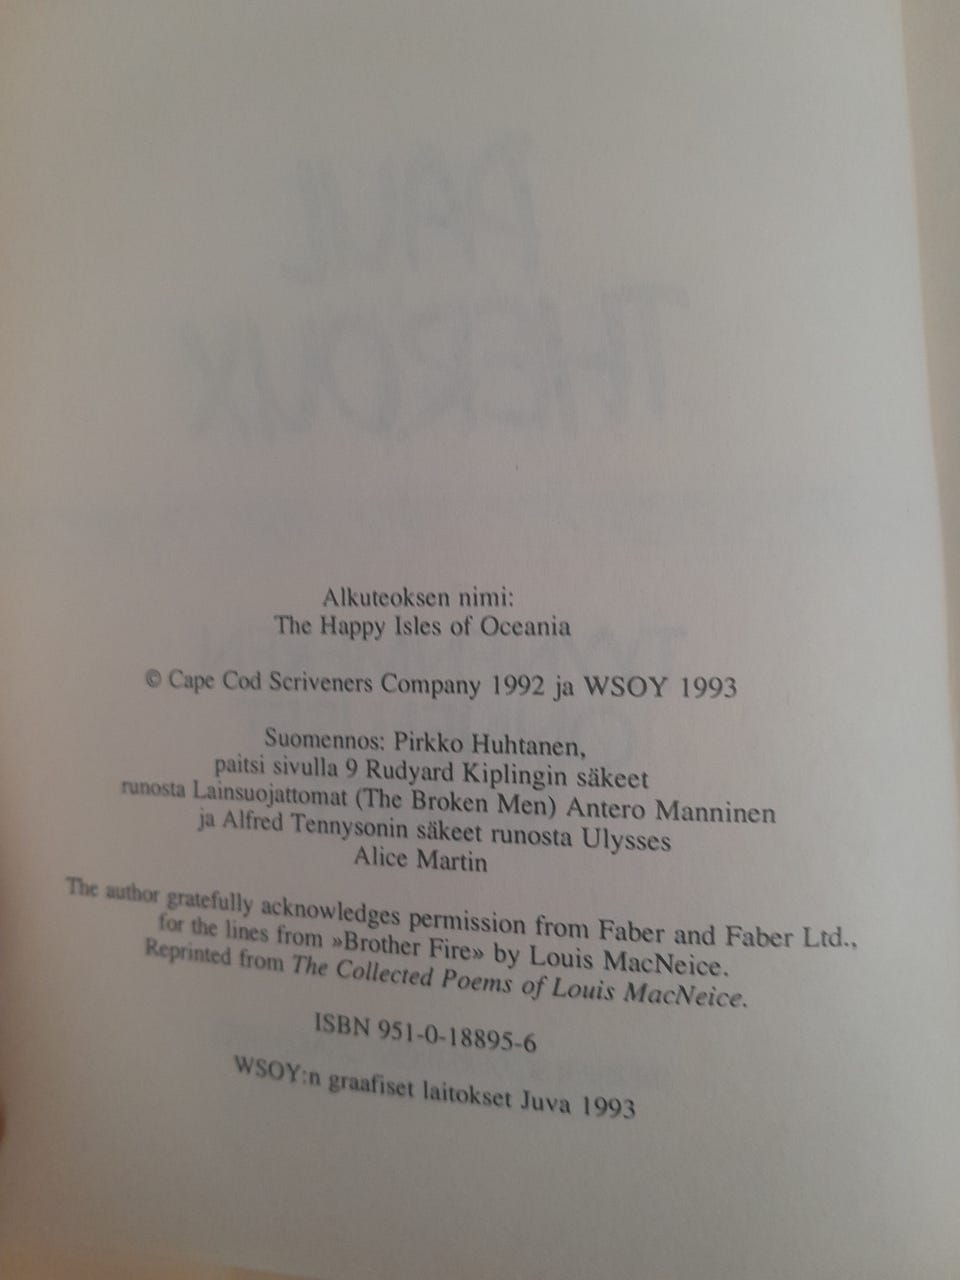 Alkuteoksen nimi:
The Happy Isles of Oceania
© Cape Cod Scriveners Company 1992 ja WSOY 1993
Suomennos: Pirkko Huhtanen,
paitsi sivulla 9 Rudyard Kiplingin säkeet
runosta Lainsuojattomat (The Broken Men) Antero Manninen
ja Alfred Tennysonin säkeet runosta Ulysses
Alice Martin
The author gratefully acknowledges permission from Faber and Faber Ltd.,
for the lines from »Brother Fire» by Louis MacNeice.
Reprinted from The Collected Poems of Louis MacNeice.
ISBN 951-0-18895-6
WSOY:n graafiset laitokset Juva 1993